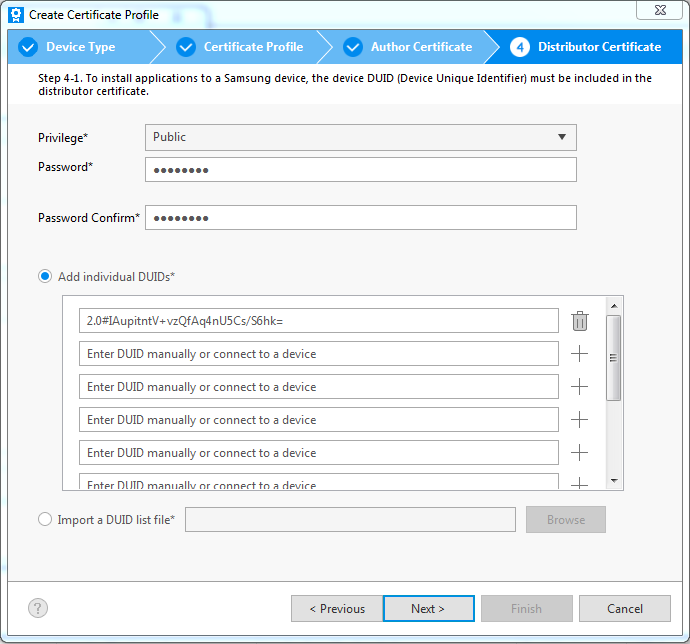 Create Certificate Profile
Device Type
Certificate Profile
Author Certificate
4
Distributor Certificate
Step 4-1. To install applications to a Samsung device, the device DUID (Device Unique Identifier) must be included in the
distributor certificate.
Privilege*
Public
Password*
●●●●●●●●
Password Confirm*
●●●●●●●●
Add individual DUIDs*
2.0#IAupitntV+vzQfAq4nU5Cs/S6hk=
Enter DUID manually or connect to a device
Enter DUID manually or connect to a device
Enter DUID manually or connect to a device
Enter DUID manually or connect to a device
Enter DUID manually or connect to a device
Import a DUID list file*
Browse
?
< Previous
Next >
Finish
Cancel